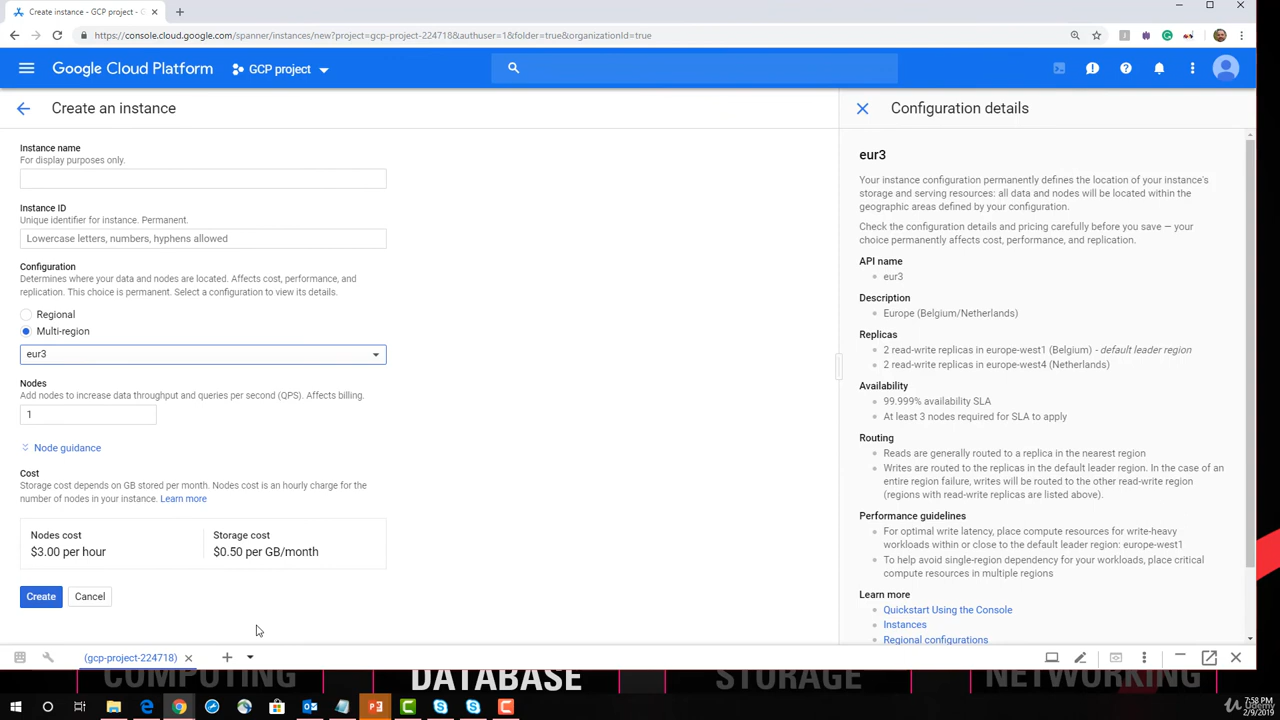 Create instance - GCP project -
https://console.cloud.google.com/spanner/instances/new?project=gcp-project-224718&authuser=1&folder=true&organizationId=true
Google Cloud Platform
GCP project
Create an instance
Instance name
For display purposes only.
Instance ID
Unique identifier for instance. Permanent.
Lowercase letters, numbers, hyphens allowed
Configuration
Determines where your data and nodes are located. Affects cost, performance, and
replication. This choice is permanent. Select a configuration to view its details.
Regional
Multi-region
eur3
Nodes
Add nodes to increase data throughput and queries per second (QPS). Affects billing.
1
Node guidance
Cost
Storage cost depends on GB stored per month. Nodes cost is an hourly charge for the
number of nodes in your instance. Learn more
Nodes cost
$3.00 per hour
Storage cost
$0.50 per GB/month
Create
Cancel
Configuration details
eur3
Your instance configuration permanently defines the location of your instance's
storage and serving resources: all data and nodes will be located within the
geographic areas defined by your configuration.
Check the configuration details and pricing carefully before you save — your
choice permanently affects cost, performance, and replication.
API name
eur3
Description
Europe (Belgium/Netherlands)
Replicas
2 read-write replicas in europe-west1 (Belgium) - default leader region
2 read-write replicas in europe-west4 (Netherlands)
Availability
99.999% availability SLA
At least 3 nodes required for SLA to apply
Routing
Reads are generally routed to a replica in the nearest region
Writes are routed to the replicas in the default leader region. In the case of an
entire region failure, writes will be routed to the other read-write region
(regions with read-write replicas are listed above).
Performance guidelines
For optimal write latency, place compute resources for write-heavy
workloads within or close to the default leader region: europe-west1
To help avoid single-region dependency for your workloads, place critical
compute resources in multiple regions
Learn more
Quickstart Using the Console
Instances
Regional configurations
(gcp-project-224718)
COMPUTING
DATABASE
STORAGE
NETWORKING
7:58 PM
2/9/2019
Udemy